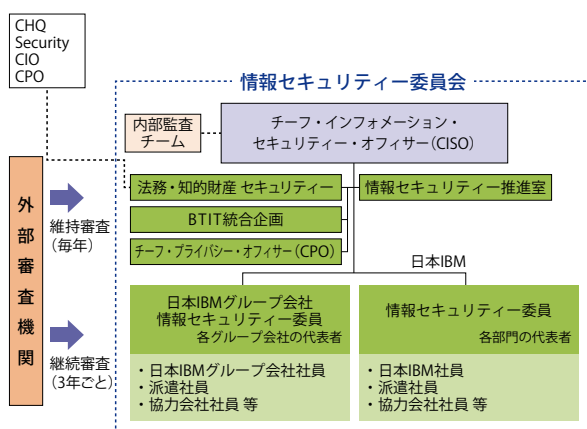 CHQ
Security
CIO
CPO
情報セキュリティー委員会
内部監査
チーム
チーフ・インフォメーション・
セキュリティー・オフィサー(CISO)
法務・知的財産 セキュリティー
情報セキュリティー推進室
BTIT統合企画
チーフ・プライバシー・オフィサー(CPO)
外部審査機関
維持審査
(毎年)
継続審査
(3年ごと)
日本IBM
日本IBMグループ会社
情報セキュリティー委員
各グループ会社の代表者
・日本IBMグループ会社社員
・派遣社員
・協力会社社員 等
情報セキュリティー委員
各部門の代表者
・日本IBM社員
・派遣社員
・協力会社社員 等